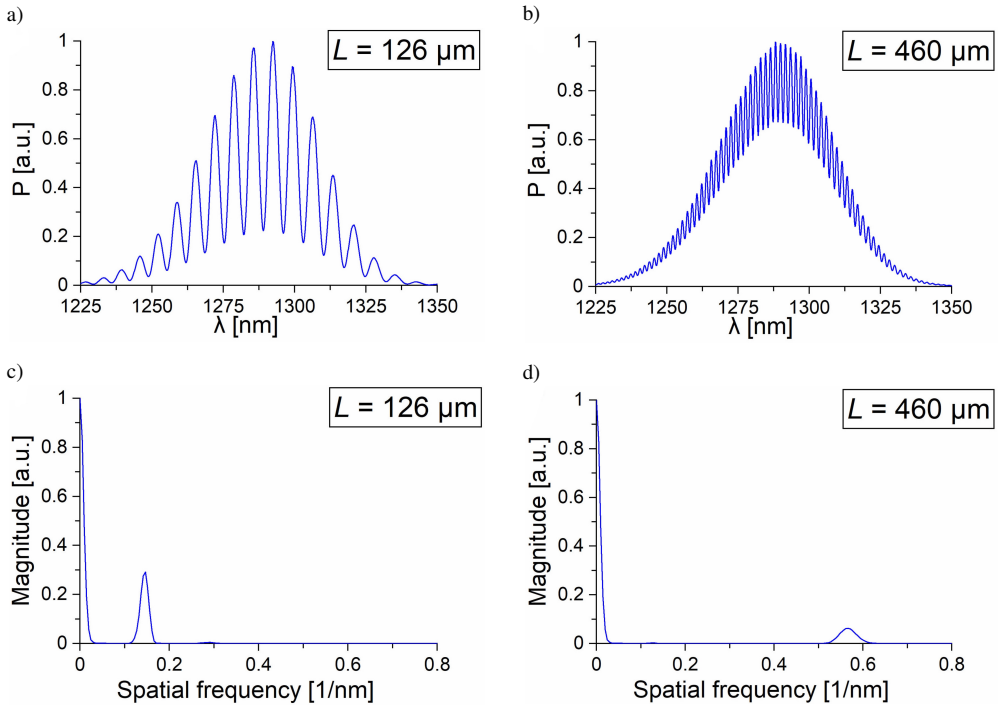 a)
L = 126 µm
1
0.8
0.6
0.4
0.2
0
P [a.u.]
1225 1250 1275 1300 1325 1350
λ [nm]
b)
L = 460 µm
1
0.8
0.6
0.4
0.2
0
P [a.u.]
1225 1250 1275 1300 1325 1350
λ [nm]
c)
L = 126 µm
1
0.8
0.6
0.4
0.2
0
Magnitude [a.u.]
0 0.2 0.4 0.6 0.8
Spatial frequency [1/nm]
d)
L = 460 µm
1
0.8
0.6
0.4
0.2
0
Magnitude [a.u.]
0 0.2 0.4 0.6 0.8
Spatial frequency [1/nm]